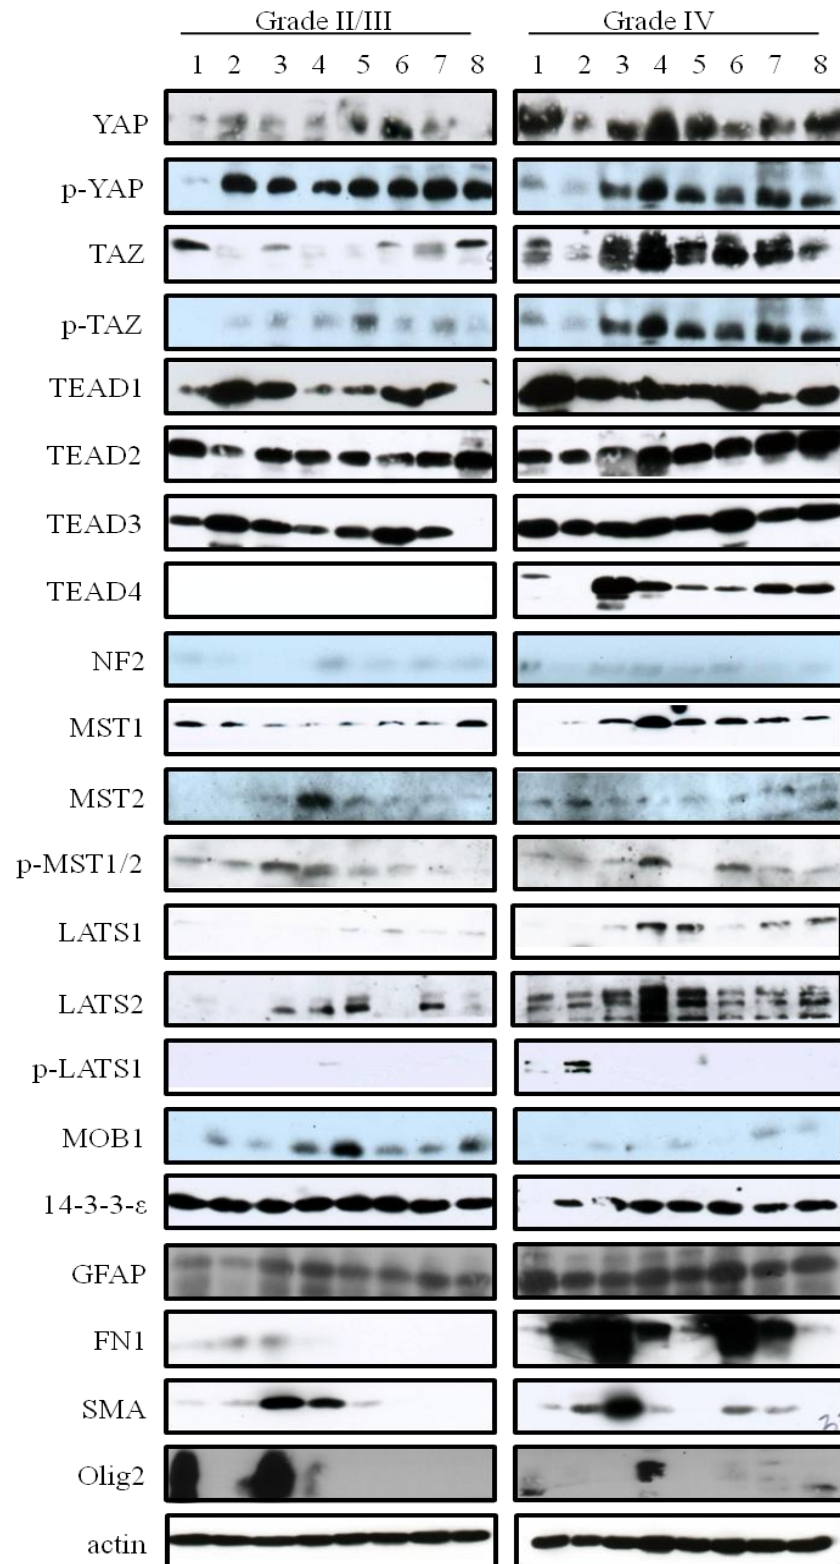 Grade II/III Grade IV
1 2 3 4 5 6 7 8 1 2 3 4 5 6 7 8
YAP
p-YAP
TAZ
p-TAZ
TEAD1
TEAD2
TEAD3
TEAD4
NF2
MST1
MST2
p-MST1/2
LATS1
LATS2
p-LATS1
MOB1
14-3-3-ε
GFAP
FN1
SMA
Olig2
actin